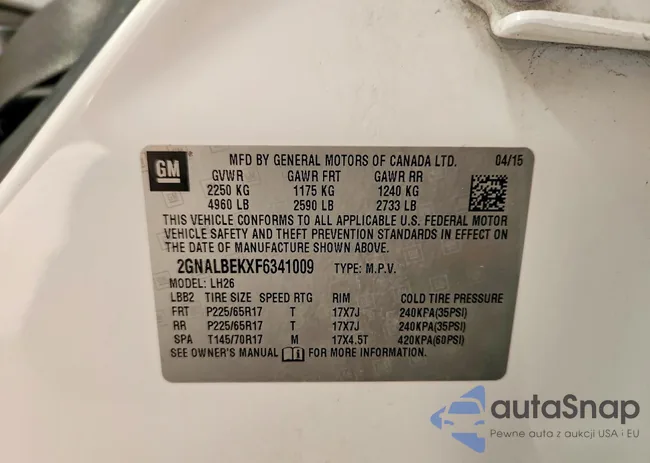 GM
MFD BY GENERAL MOTORS OF CANADA LTD. 04/15
GVWR GAWR FRT GAWR RR
2250 KG 1175 KG 1240 KG
4960 LB 2590 LB 2733 LB
THIS VEHICLE CONFORMS TO ALL APPLICABLE U.S. FEDERAL MOTOR
VEHICLE SAFETY AND THEFT PREVENTION STANDARDS IN EFFECT ON
THE DATE OF MANUFACTURE SHOWN ABOVE.
2GNALBEKXF6341009 TYPE: M.P.V.
MODEL: LH26
LBB2 TIRE SIZE SPEED RTG RIM COLD TIRE PRESSURE
FRT P225/65R17 T 17X7J 240KPA(35PSI)
RR P225/65R17 T 17X7J 240KPA(35PSI)
SPA T145/70R17 M 17X4.5T 420KPA(60PSI)
SEE OWNER'S MANUAL FOR MORE INFORMATION.
autaSnap
Pewne auta z aukcji USA i EU